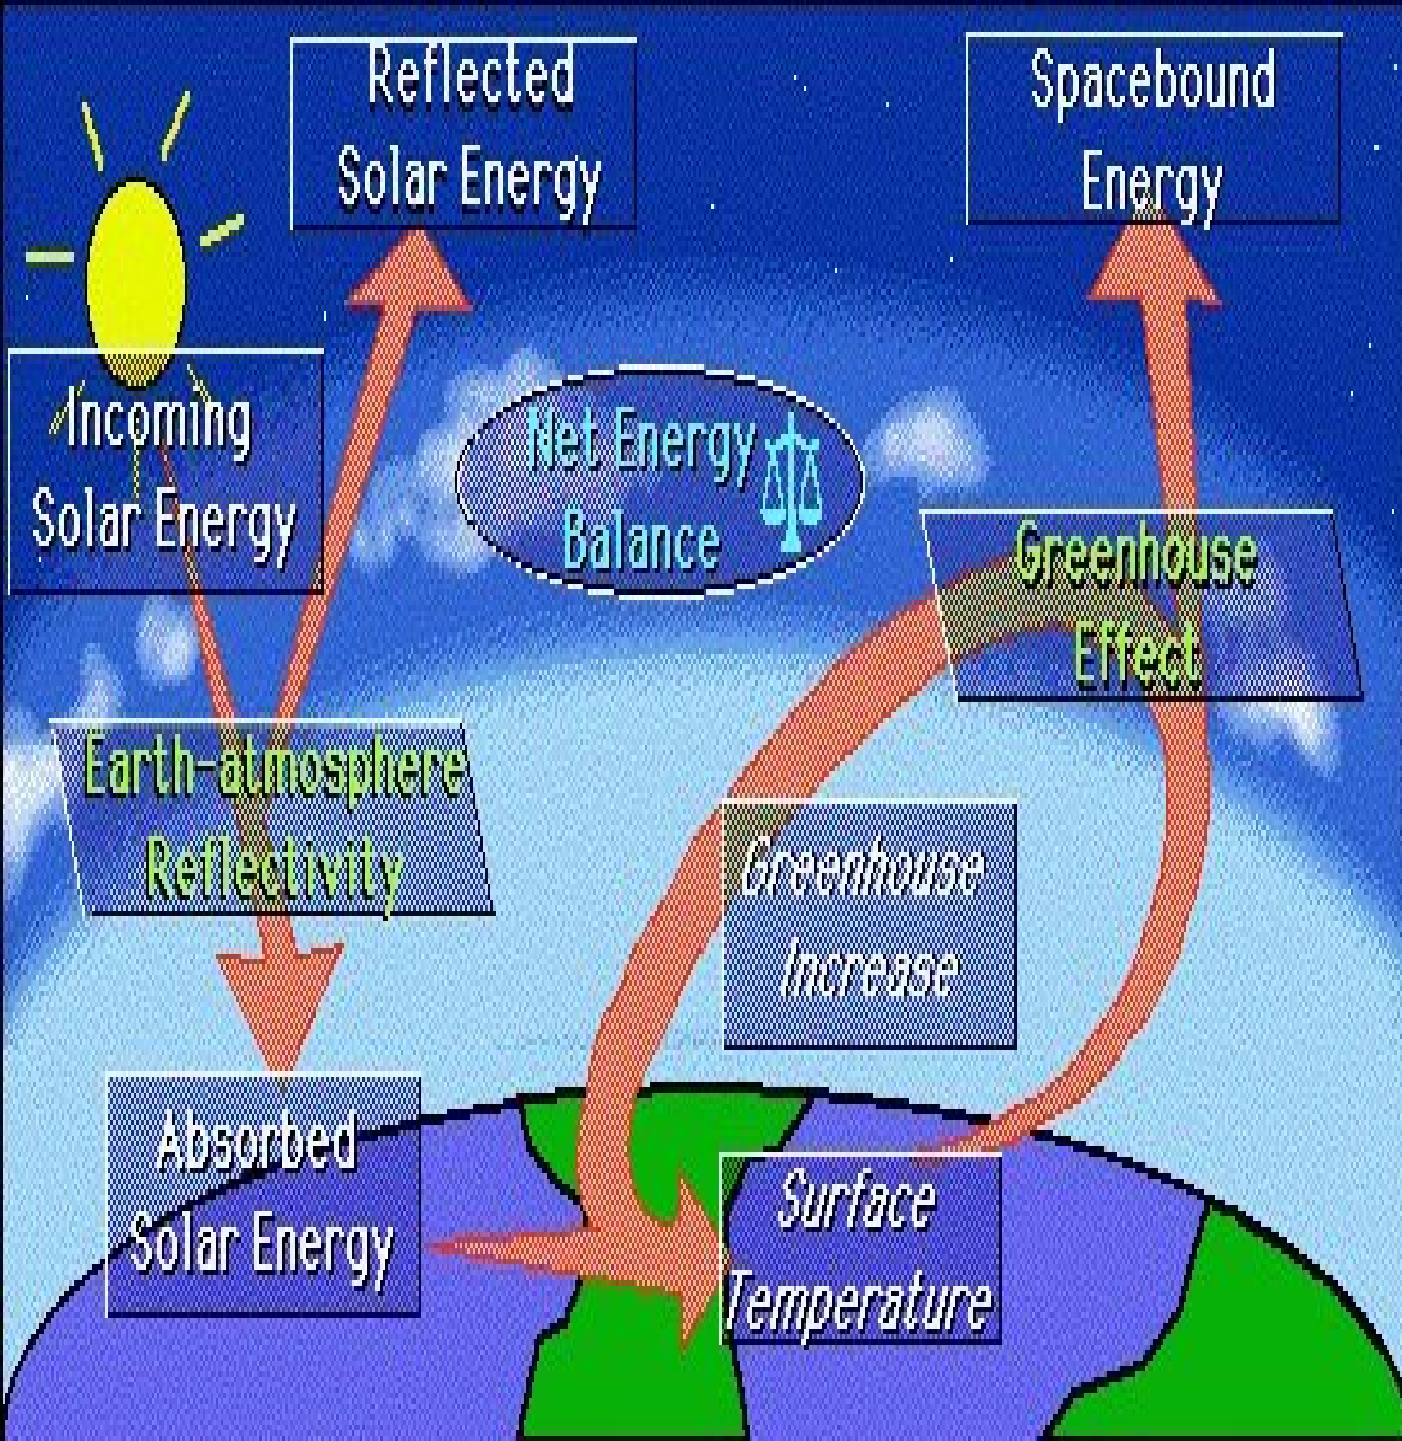 Reflected
Solar Energy
Spacebound
Energy
Incoming
Solar Energy
Net Energy
Balance
Greenhouse
Effect
Earth-atmosphere
Reflectivity
Greenhouse
Increase
Absorbed
Solar Energy
Surface
Temperature